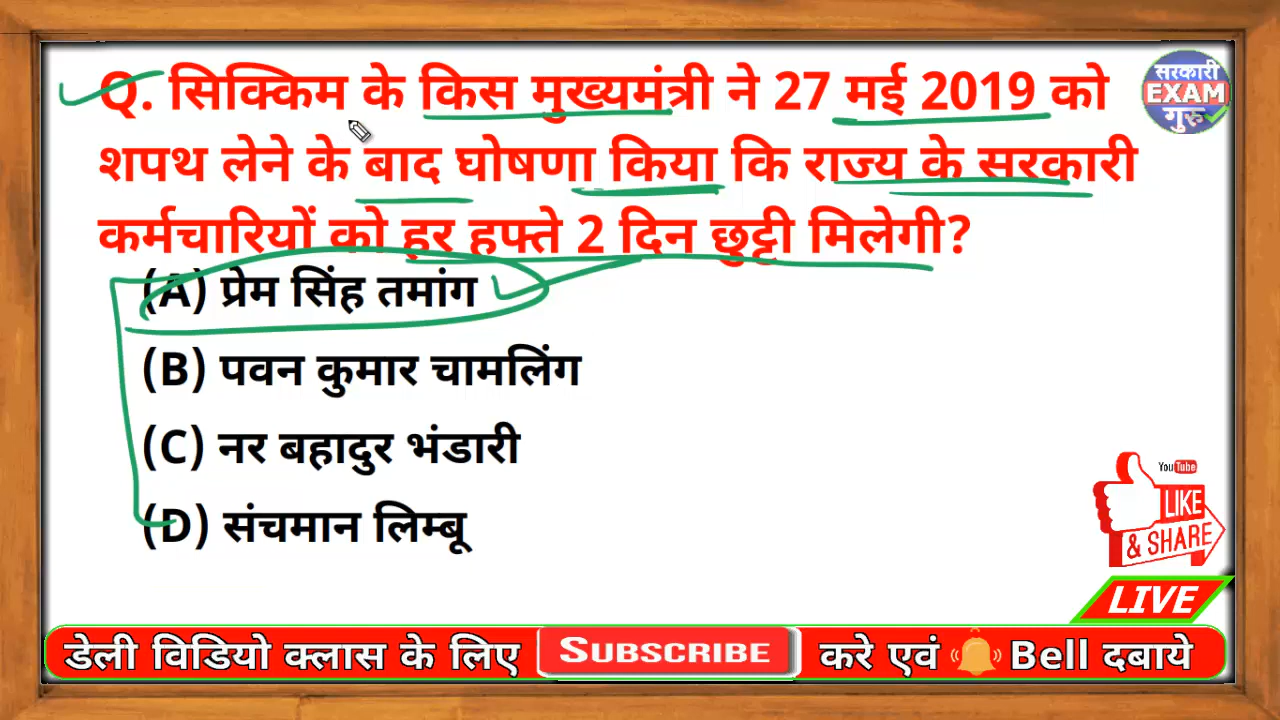 Q. सिक्किम के किस मुख्यमंत्री ने 27 मई 2019 को
शपथ लेने के बाद घोषणा किया कि राज्य के सरकारी
कर्मचारियों को हर हफ्ते 2 दिन छुट्टी मिलेगी?
(A) प्रेम सिंह तमांग
(B) पवन कुमार चामलिंग
(C) नर बहादुर भंडारी
(D) संचमान लिम्बू
सरकारी
EXAM
गुरु
YouTube
LIKE
& SHARE
LIVE
डेली विडियो क्लास के लिए SUBSCRIBE करे एवं Bell दबाये